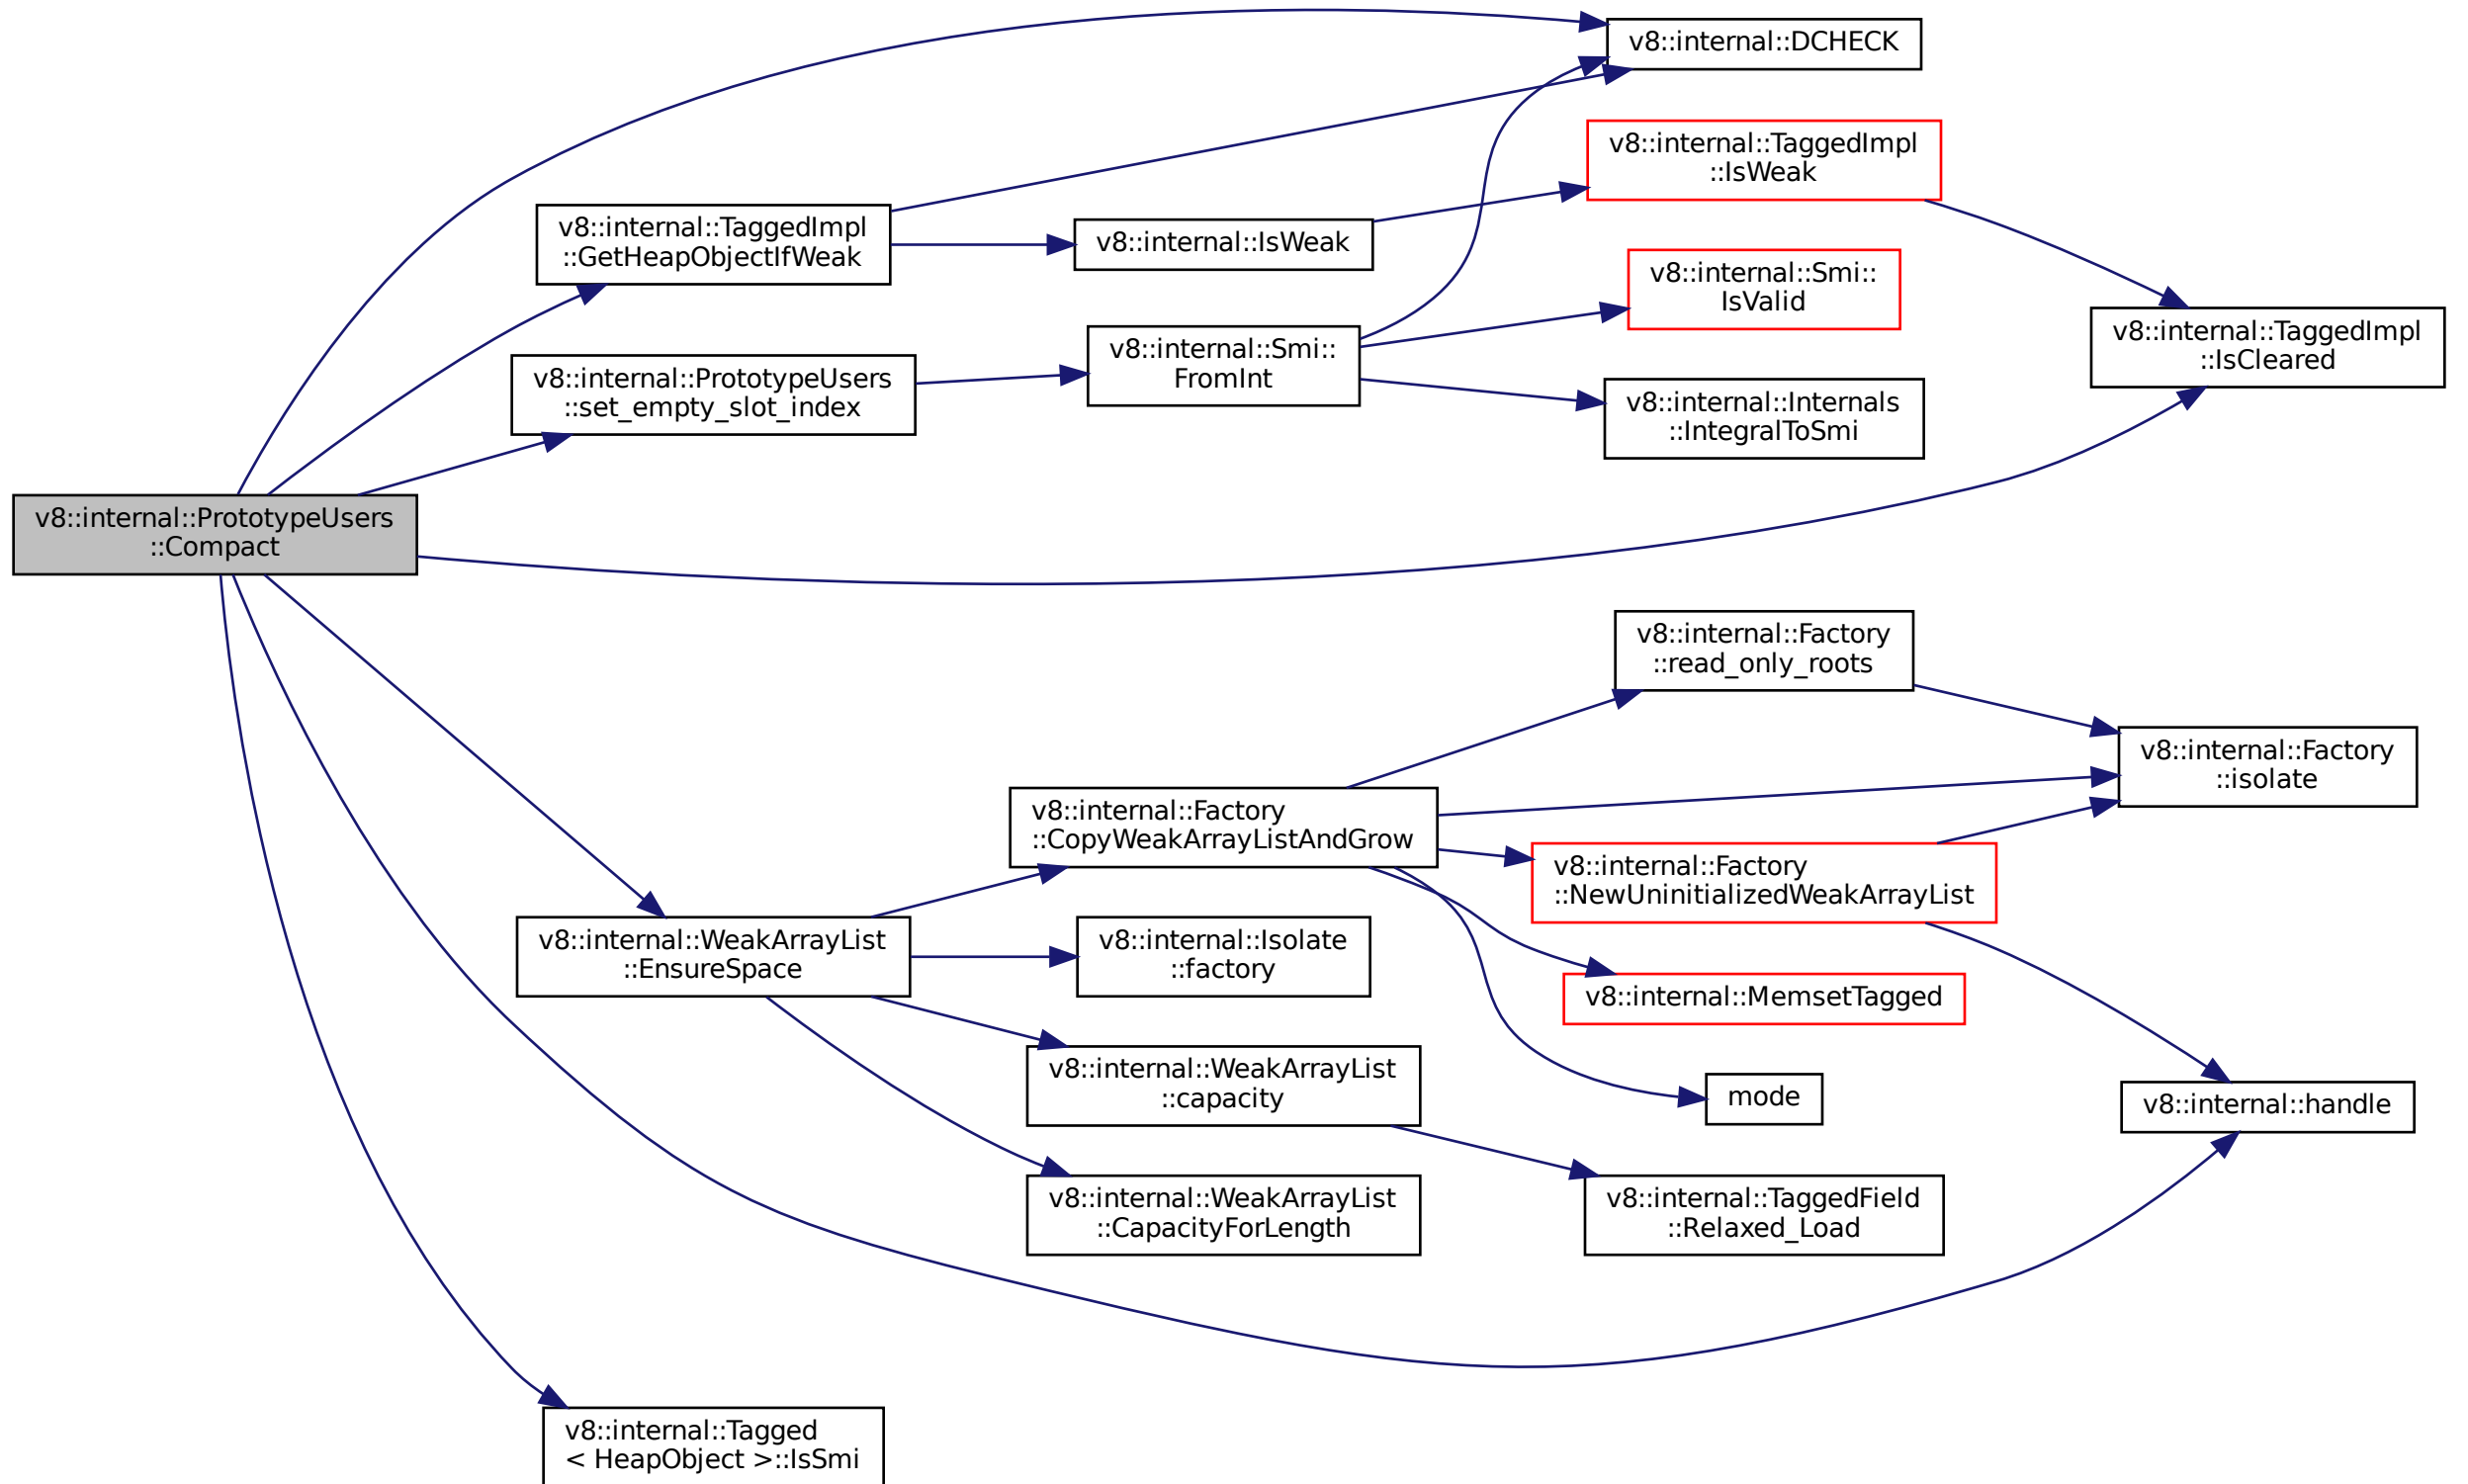 v8::internal::PrototypeUsers
::Compact
v8::internal::DCHECK
v8::internal::TaggedImpl
::GetHeapObjectIfWeak
v8::internal::IsWeak
v8::internal::TaggedImpl
::IsWeak
v8::internal::TaggedImpl
::IsCleared
v8::internal::PrototypeUsers
::set_empty_slot_index
v8::internal::Smi::
FromInt
v8::internal::Smi::
IsValid
v8::internal::Internals
::IntegralToSmi
v8::internal::WeakArrayList
::EnsureSpace
v8::internal::Factory
::CopyWeakArrayListAndGrow
v8::internal::Factory
::read_only_roots
v8::internal::Factory
::isolate
v8::internal::Factory
::NewUninitializedWeakArrayList
v8::internal::MemsetTagged
mode
v8::internal::handle
v8::internal::Isolate
::factory
v8::internal::WeakArrayList
::capacity
v8::internal::TaggedField
::Relaxed_Load
v8::internal::WeakArrayList
::CapacityForLength
v8::internal::Tagged
< HeapObject >::IsSmi